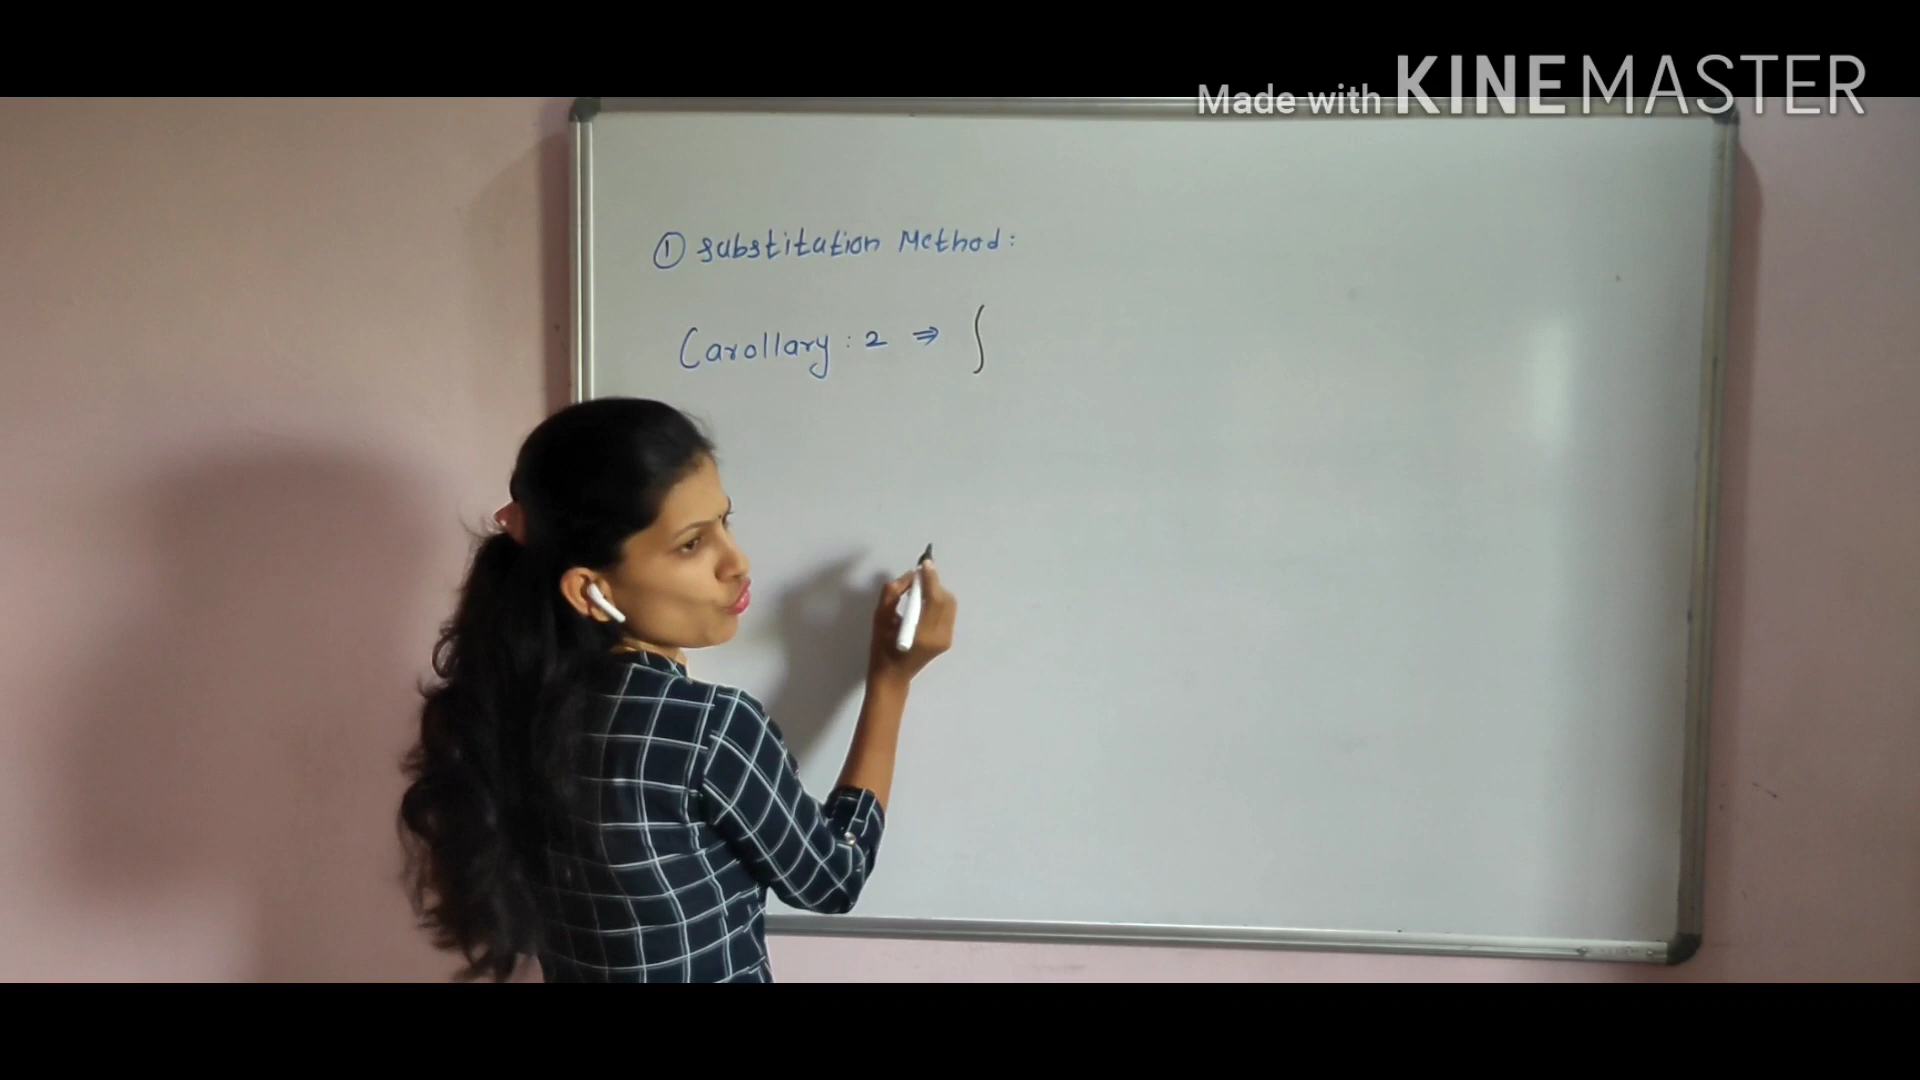 Made with KINEMASTER
① Substitution Method:
Carollary : 2 ⇒ ∫